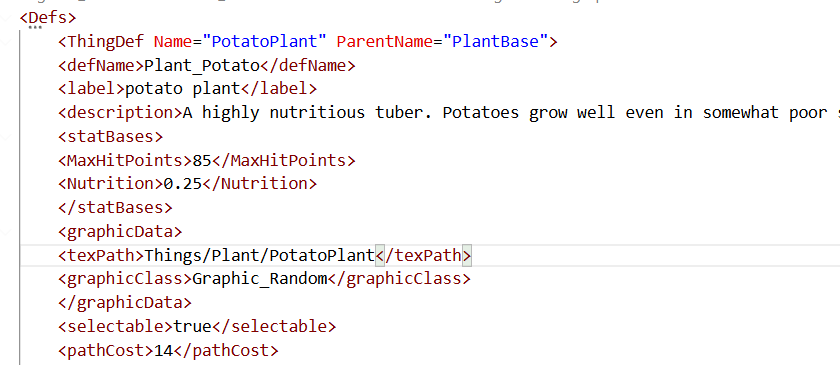 <Defs>
<ThingDef Name="PotatoPlant" ParentName="PlantBase">
<defName>Plant_Potato</defName>
<label>potato plant</label>
<description>A highly nutritious tuber. Potatoes grow well even in somewhat poor
<statBases>
<MaxHitPoints>85</MaxHitPoints>
<Nutrition>0.25</Nutrition>
</statBases>
<graphicData>
<texPath>Things/Plant/PotatoPlant</texPath>
<graphicClass>Graphic_Random</graphicClass>
</graphicData>
<selectable>true</selectable>
<pathCost>14</pathCost>